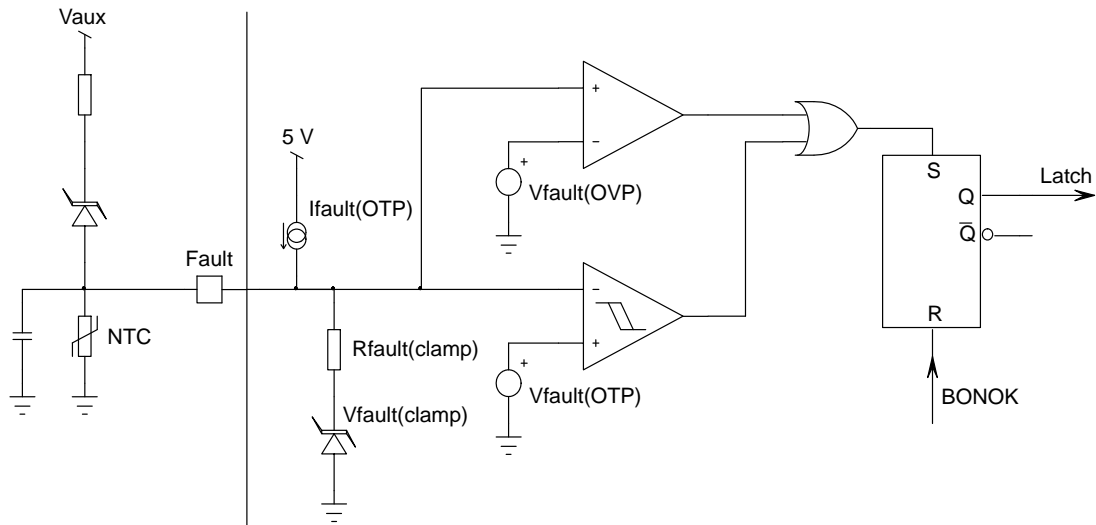 Vaux
5 V
Ifault(OTP)
Fault
NTC
Rfault(clamp)
Vfault(clamp)
+
−
+
Vfault(OVP)
−
+
+
Vfault(OTP)
S
Q
Q̅
R
Latch
BONOK